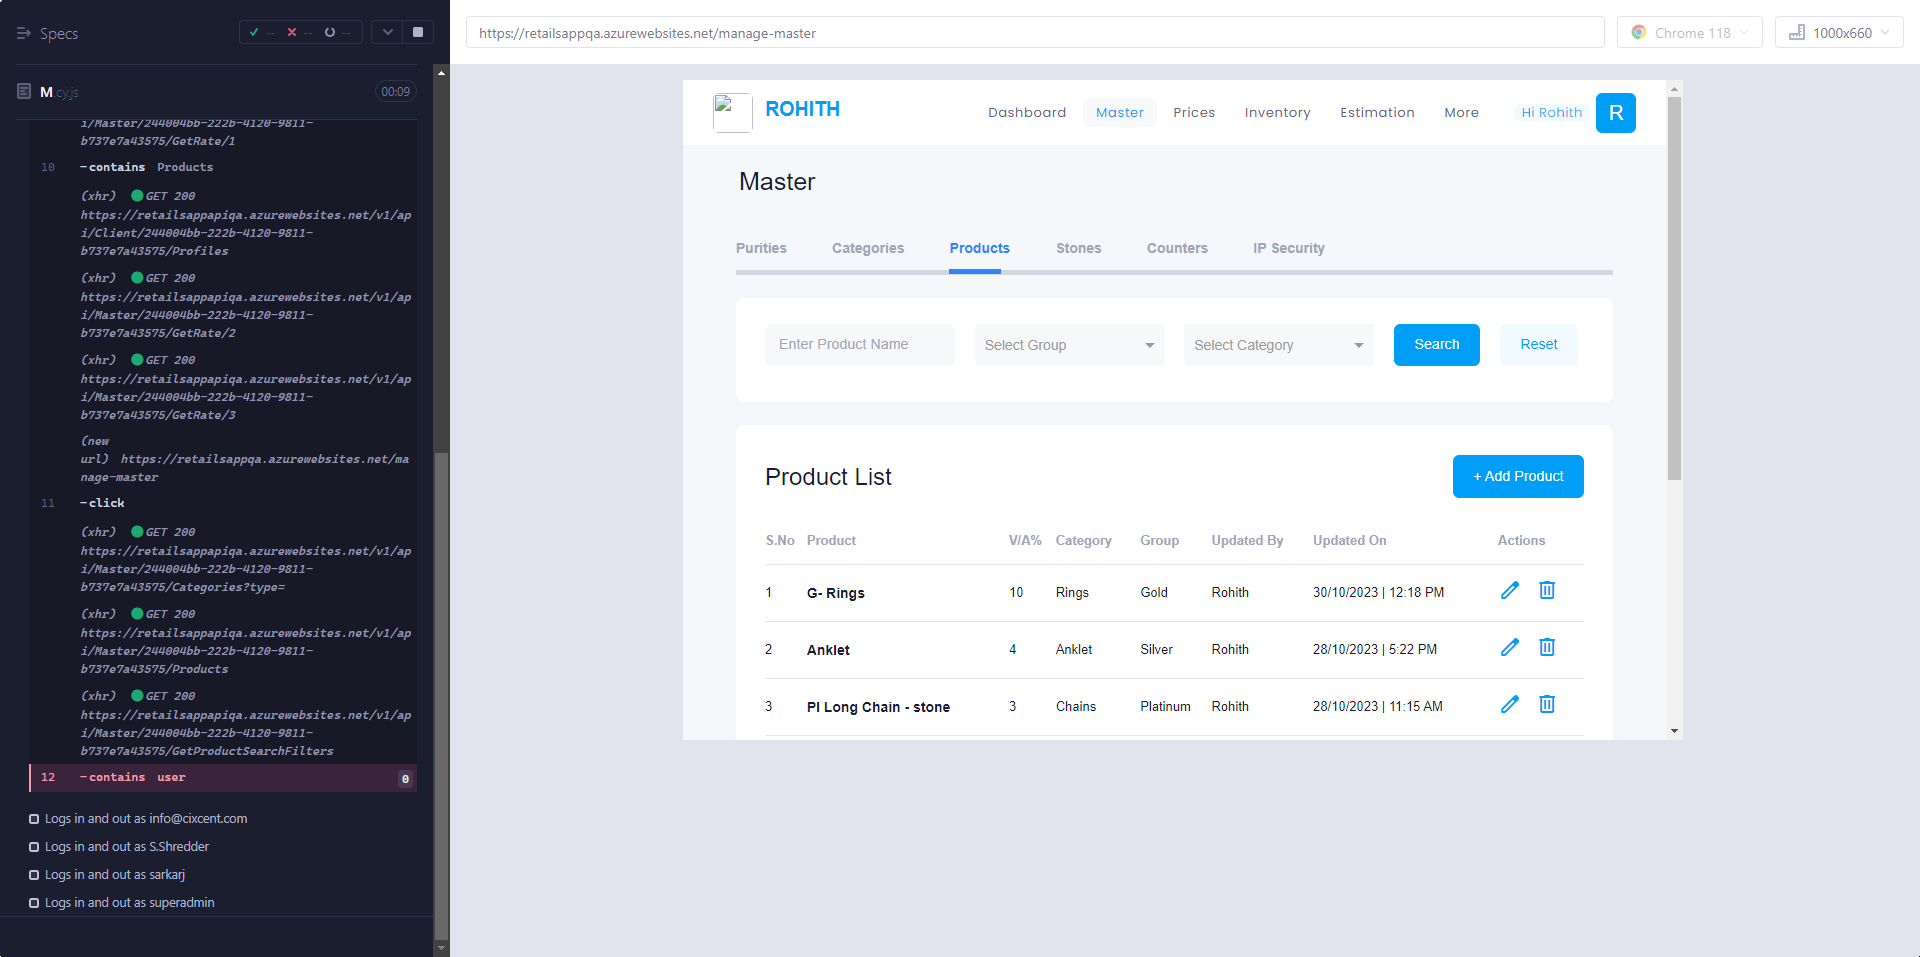 Specs
-- -- --
M.cy.js
00:09
i/Master/244004bb-222b-4120-9811-
b737e7a43575/GetRate/1
10 -contains Products
(xhr) GET 200
https://retailsappapiqa.azurewebsites.net/v1/ap
i/Client/244004bb-222b-4120-9811-
b737e7a43575/Profiles
(xhr) GET 200
https://retailsappapiqa.azurewebsites.net/v1/ap
i/Master/244004bb-222b-4120-9811-
b737e7a43575/GetRate/2
(xhr) GET 200
https://retailsappapiqa.azurewebsites.net/v1/ap
i/Master/244004bb-222b-4120-9811-
b737e7a43575/GetRate/3
(new
url) https://retailsappqa.azurewebsites.net/ma
nage-master
11 -click
(xhr) GET 200
https://retailsappapiqa.azurewebsites.net/v1/ap
i/Master/244004bb-222b-4120-9811-
b737e7a43575/Categories?type=
(xhr) GET 200
https://retailsappapiqa.azurewebsites.net/v1/ap
i/Master/244004bb-222b-4120-9811-
b737e7a43575/Products
(xhr) GET 200
https://retailsappapiqa.azurewebsites.net/v1/ap
i/Master/244004bb-222b-4120-9811-
b737e7a43575/GetProductSearchFilters
12 -contains user 0
Logs in and out as info@cixcent.com
Logs in and out as S.Shredder
Logs in and out as sarkarj
Logs in and out as superadmin
https://retailsappqa.azurewebsites.net/manage-master
Chrome 118
1000x660
ROHITH
Dashboard Master Prices Inventory Estimation More Hi Rohith R
Master
Purities Categories Products Stones Counters IP Security
Enter Product Name Select Group Select Category Search Reset
Product List
+ Add Product
S.No Product V/A% Category Group Updated By Updated On Actions
1 G- Rings 10 Rings Gold Rohith 30/10/2023 | 12:18 PM
2 Anklet 4 Anklet Silver Rohith 28/10/2023 | 5:22 PM
3 Pl Long Chain - stone 3 Chains Platinum Rohith 28/10/2023 | 11:15 AM